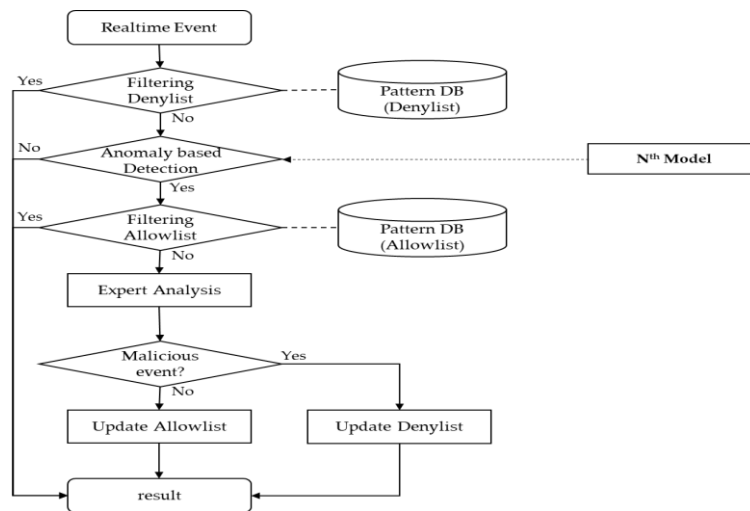 Realtime Event
Yes
Filtering
Denylist
Pattern DB
(Denylist)
No
No
Anomaly based
Detection
Nth Model
Yes
Yes
Filtering
Allowlist
Pattern DB
(Allowlist)
No
Expert Analysis
Malicious
event?
Yes
No
Update Allowlist
Update Denylist
result